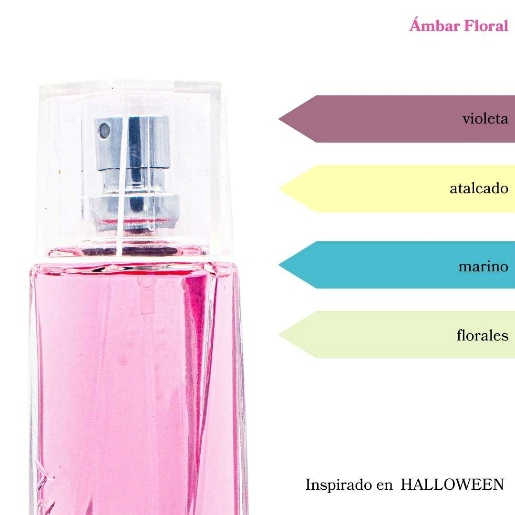 Ámbar Floral
violeta
atalcado
marino
florales
Inspirado en HALLOWEEN